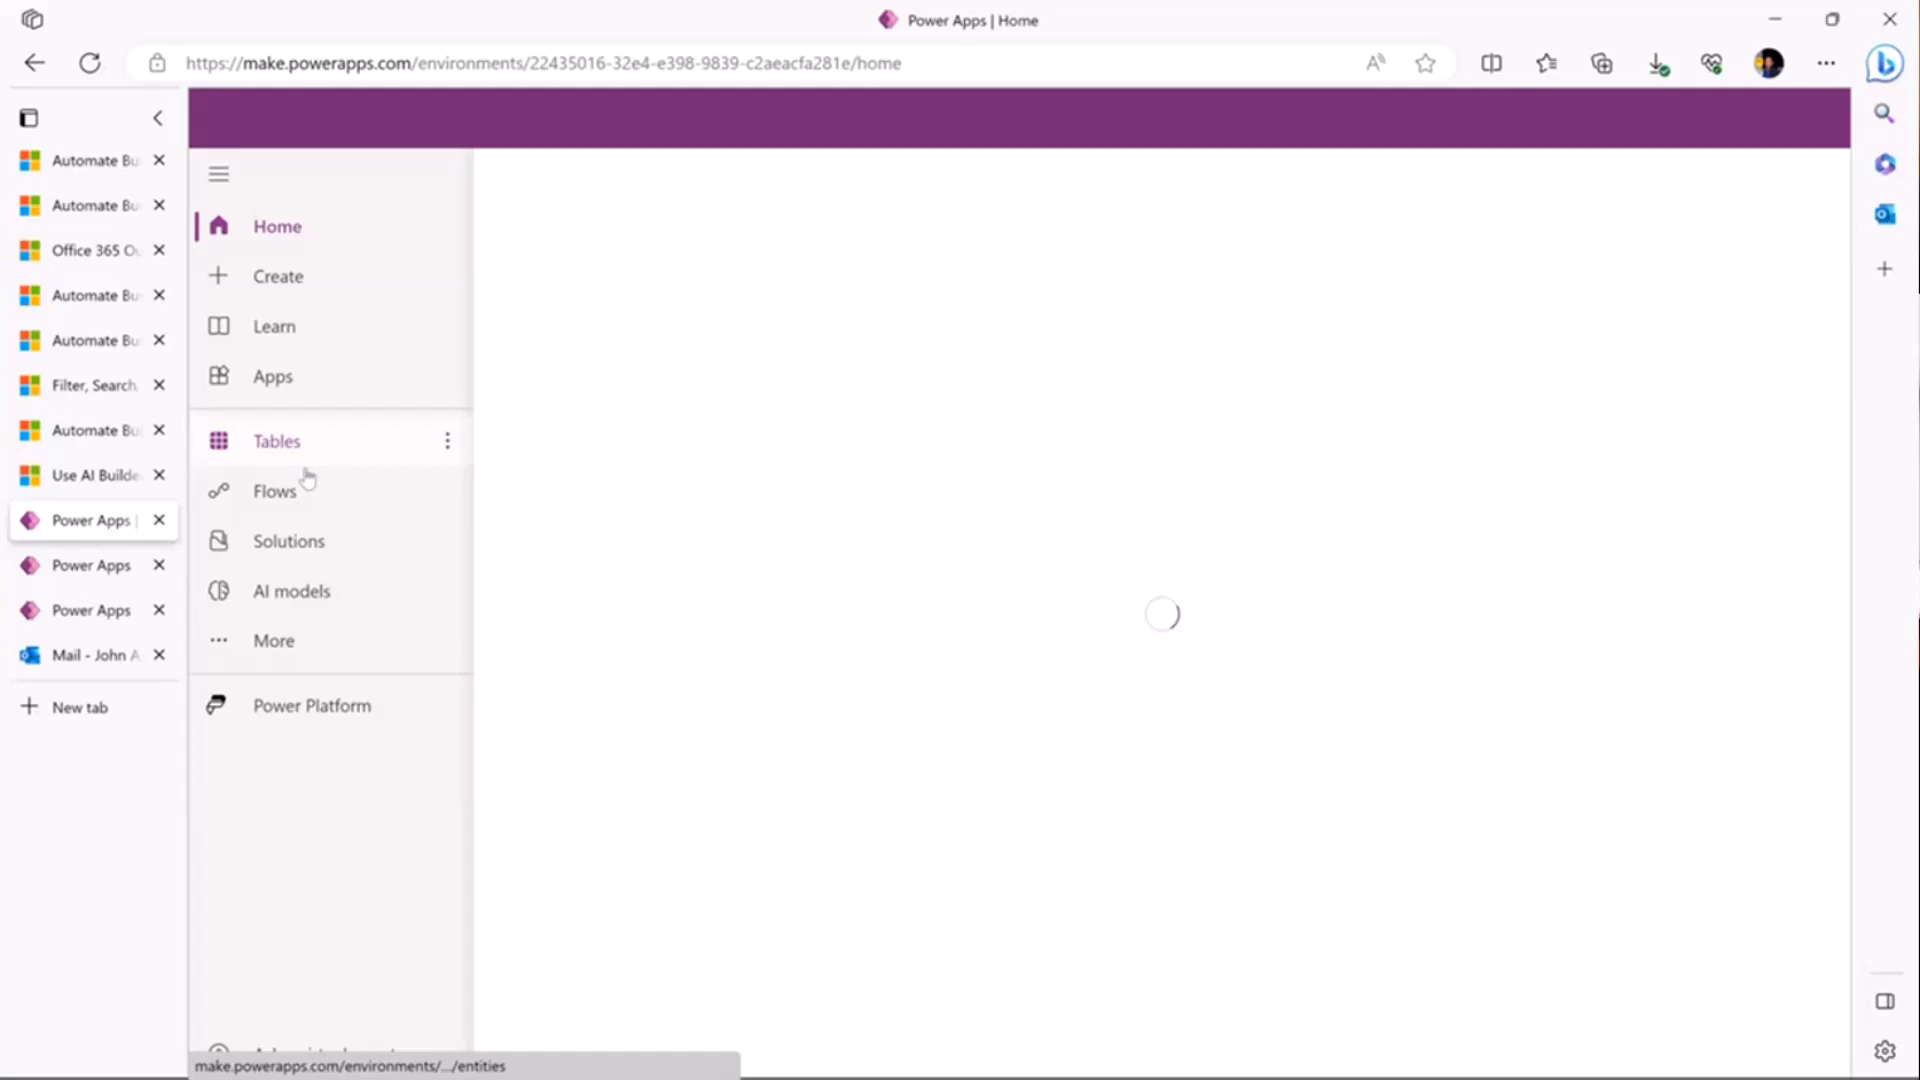 Power Apps | Home
https://make.powerapps.com/environments/22435016-32e4-e398-9839-c2aeacfa281e/home
Automate Bu
Automate Bu
Office 365 Ou
Automate Bu
Automate Bu
Filter, Search,
Automate Bu
Use AI Builde
Power Apps |
Power Apps
Power Apps
Mail - John A
New tab
Home
Create
Learn
Apps
Tables
Flows
Solutions
AI models
More
Power Platform
make.powerapps.com/environments/.../entities